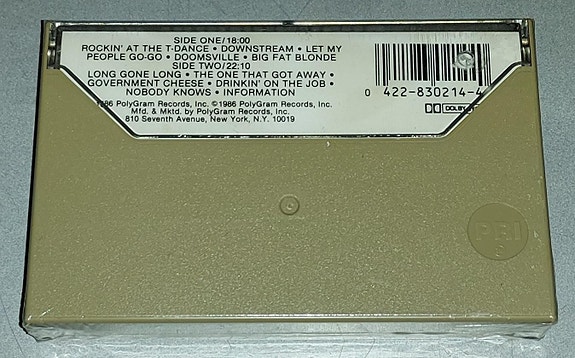 SIDE ONE/18:00
ROCKIN' AT THE T-DANCE • DOWNSTREAM • LET MY
PEOPLE GO-GO • DOOMSVILLE • BIG FAT BLONDE
SIDE TWO/22:10
LONG GONE LONG • THE ONE THAT GOT AWAY •
GOVERNMENT CHEESE • DRINKIN' ON THE JOB •
NOBODY KNOWS • INFORMATION
1986 PolyGram Records, Inc. © 1986 PolyGram Records, Inc.
Mfd. & Mktd. by PolyGram Records, Inc.
810 Seventh Avenue, New York, N.Y. 10019
0 422-830214-4
DOLBY
PRI